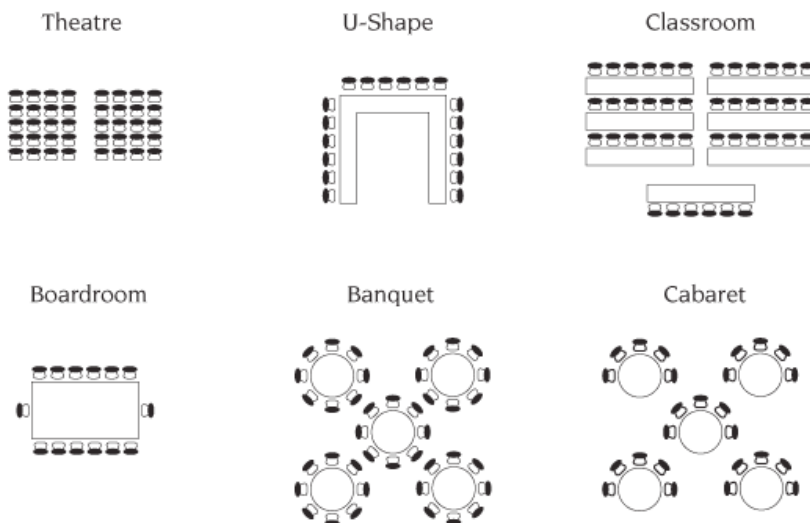 Theatre
U-Shape
Classroom
Boardroom
Banquet
Cabaret